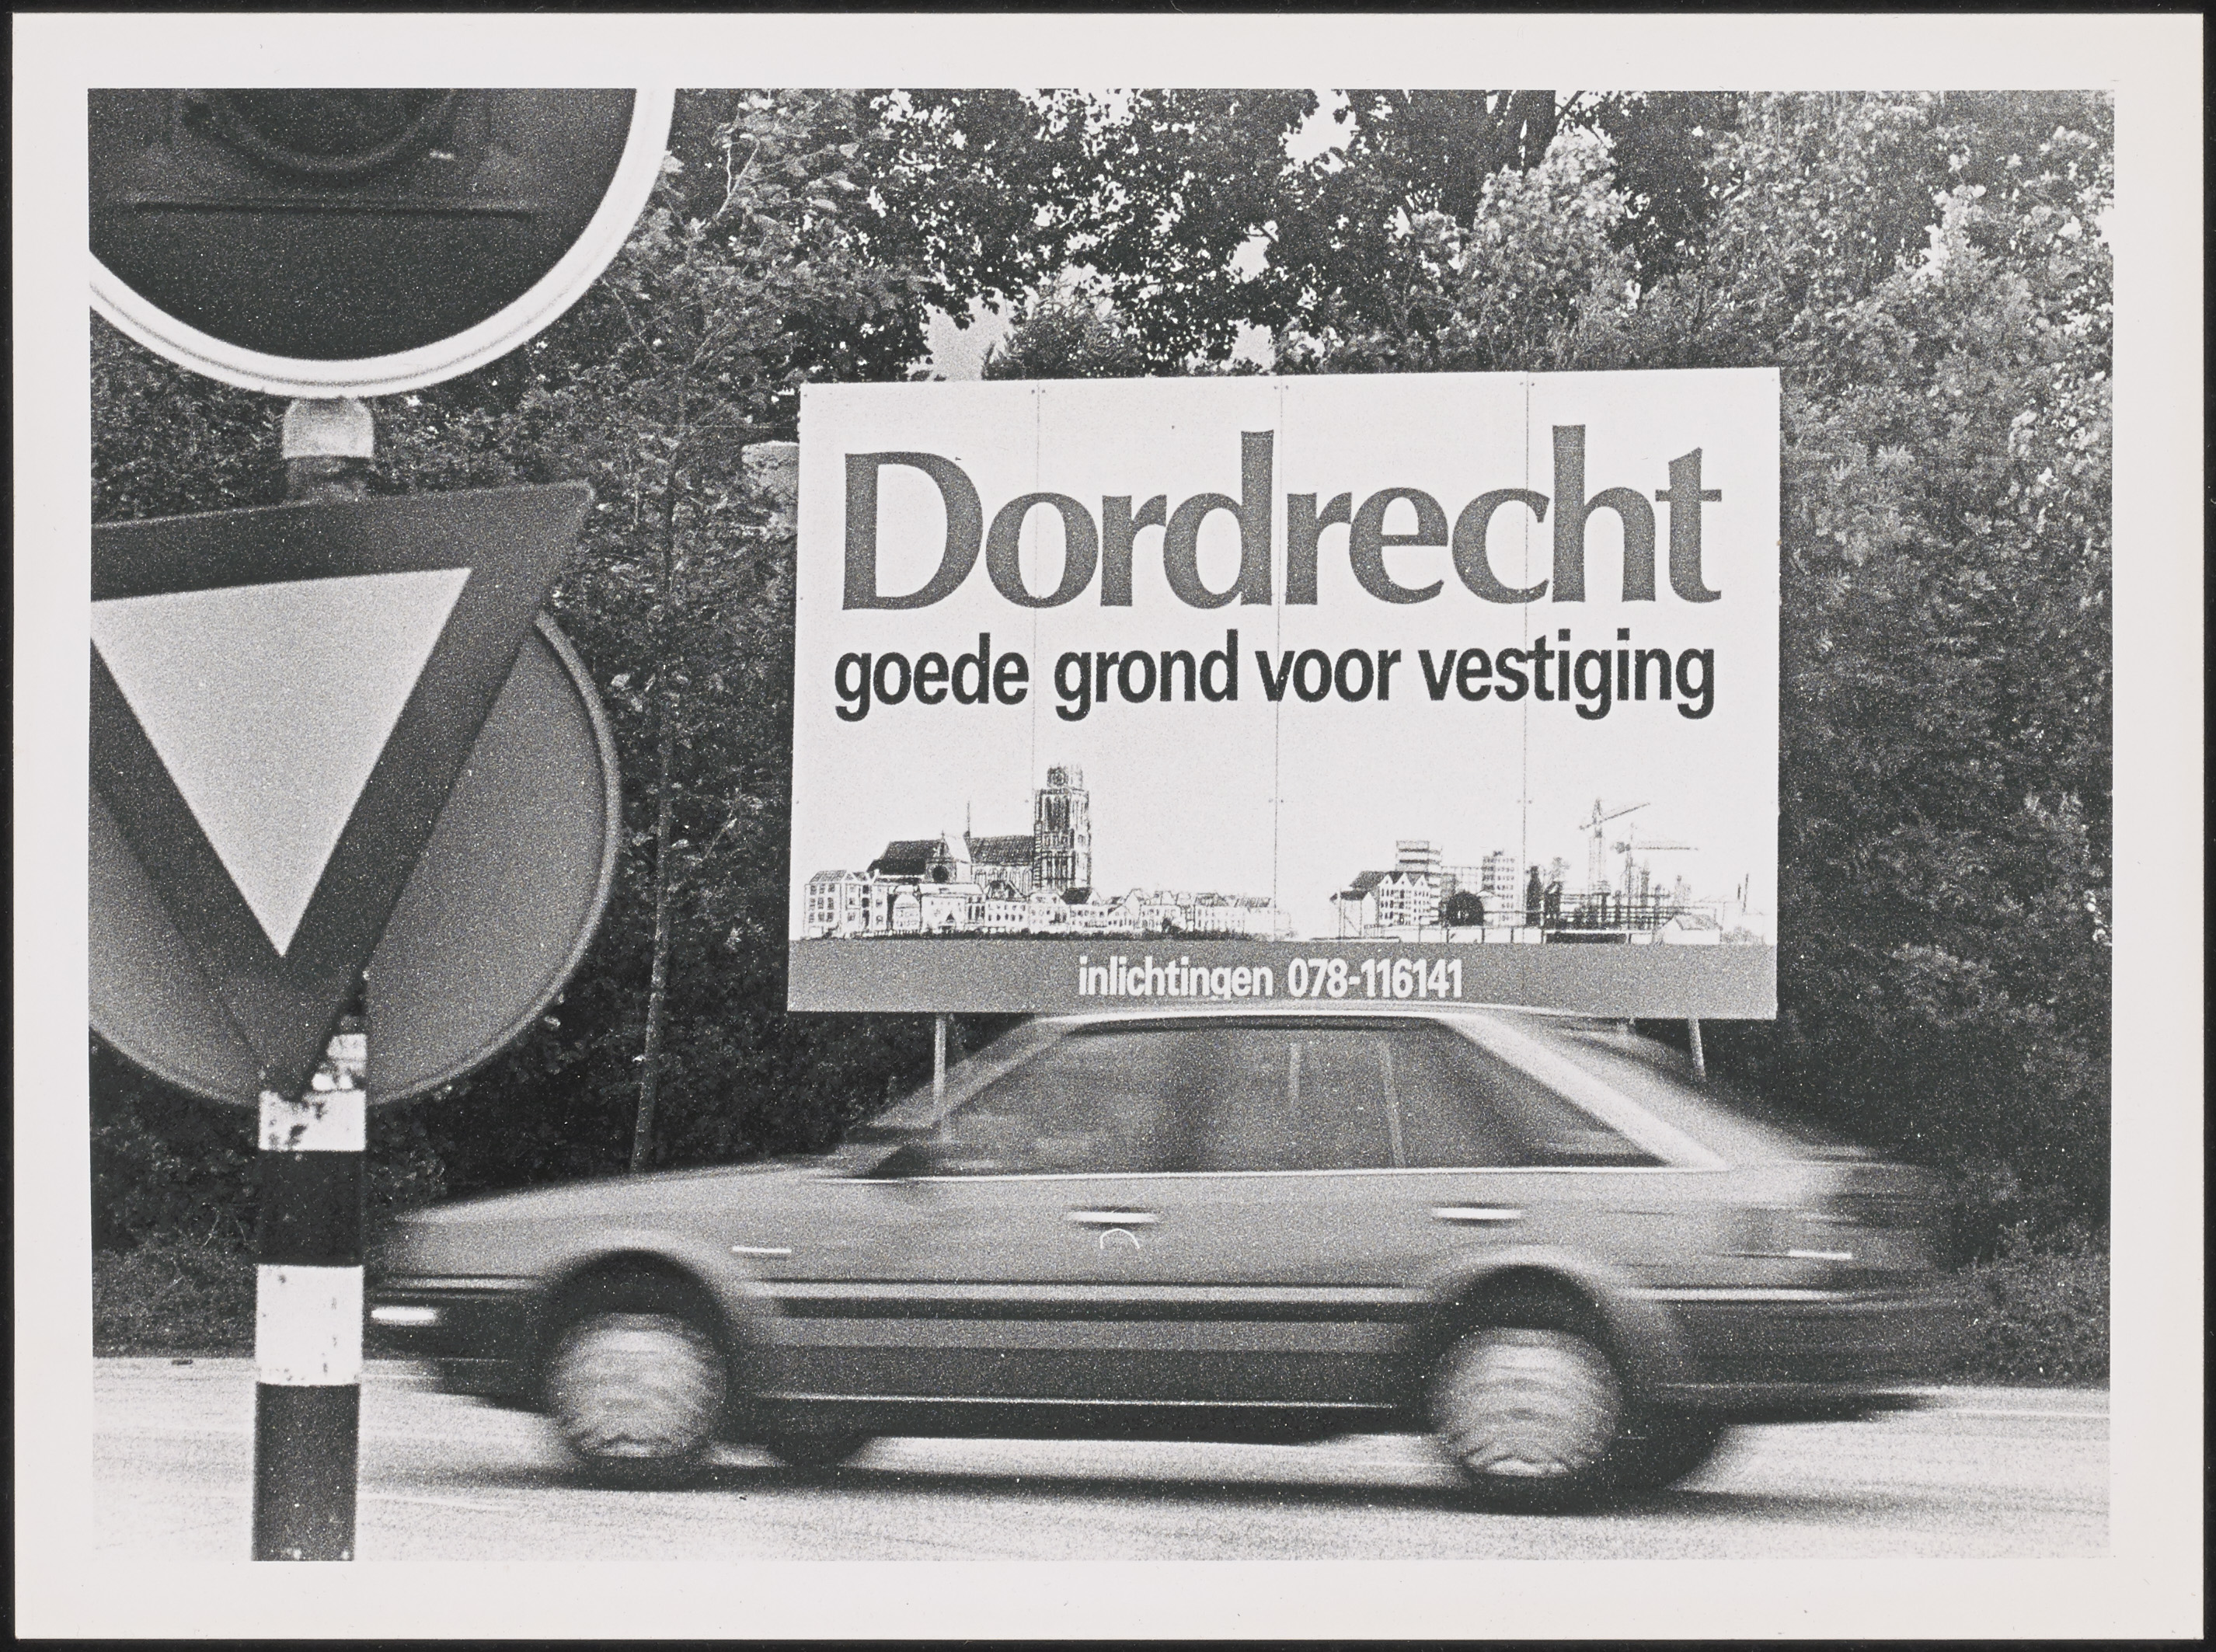 Dordrecht
goede grond voor vestiging
inlichtingen 078-116141